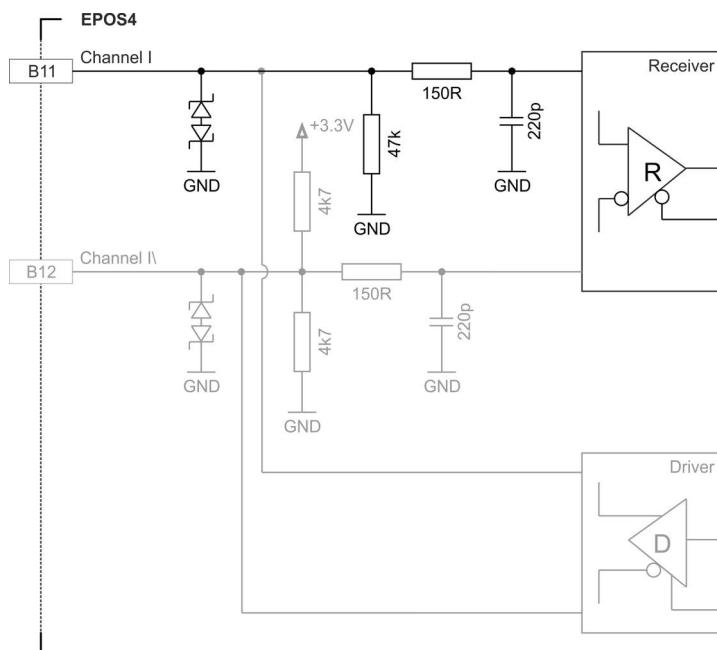 EPOS4
B11
Channel I
Receiver
150R
220p
+3.3V
47k
GND
GND
R
4k7
GND
B12
Channel I\
150R
4k7
220p
GND
GND
GND
Driver
D